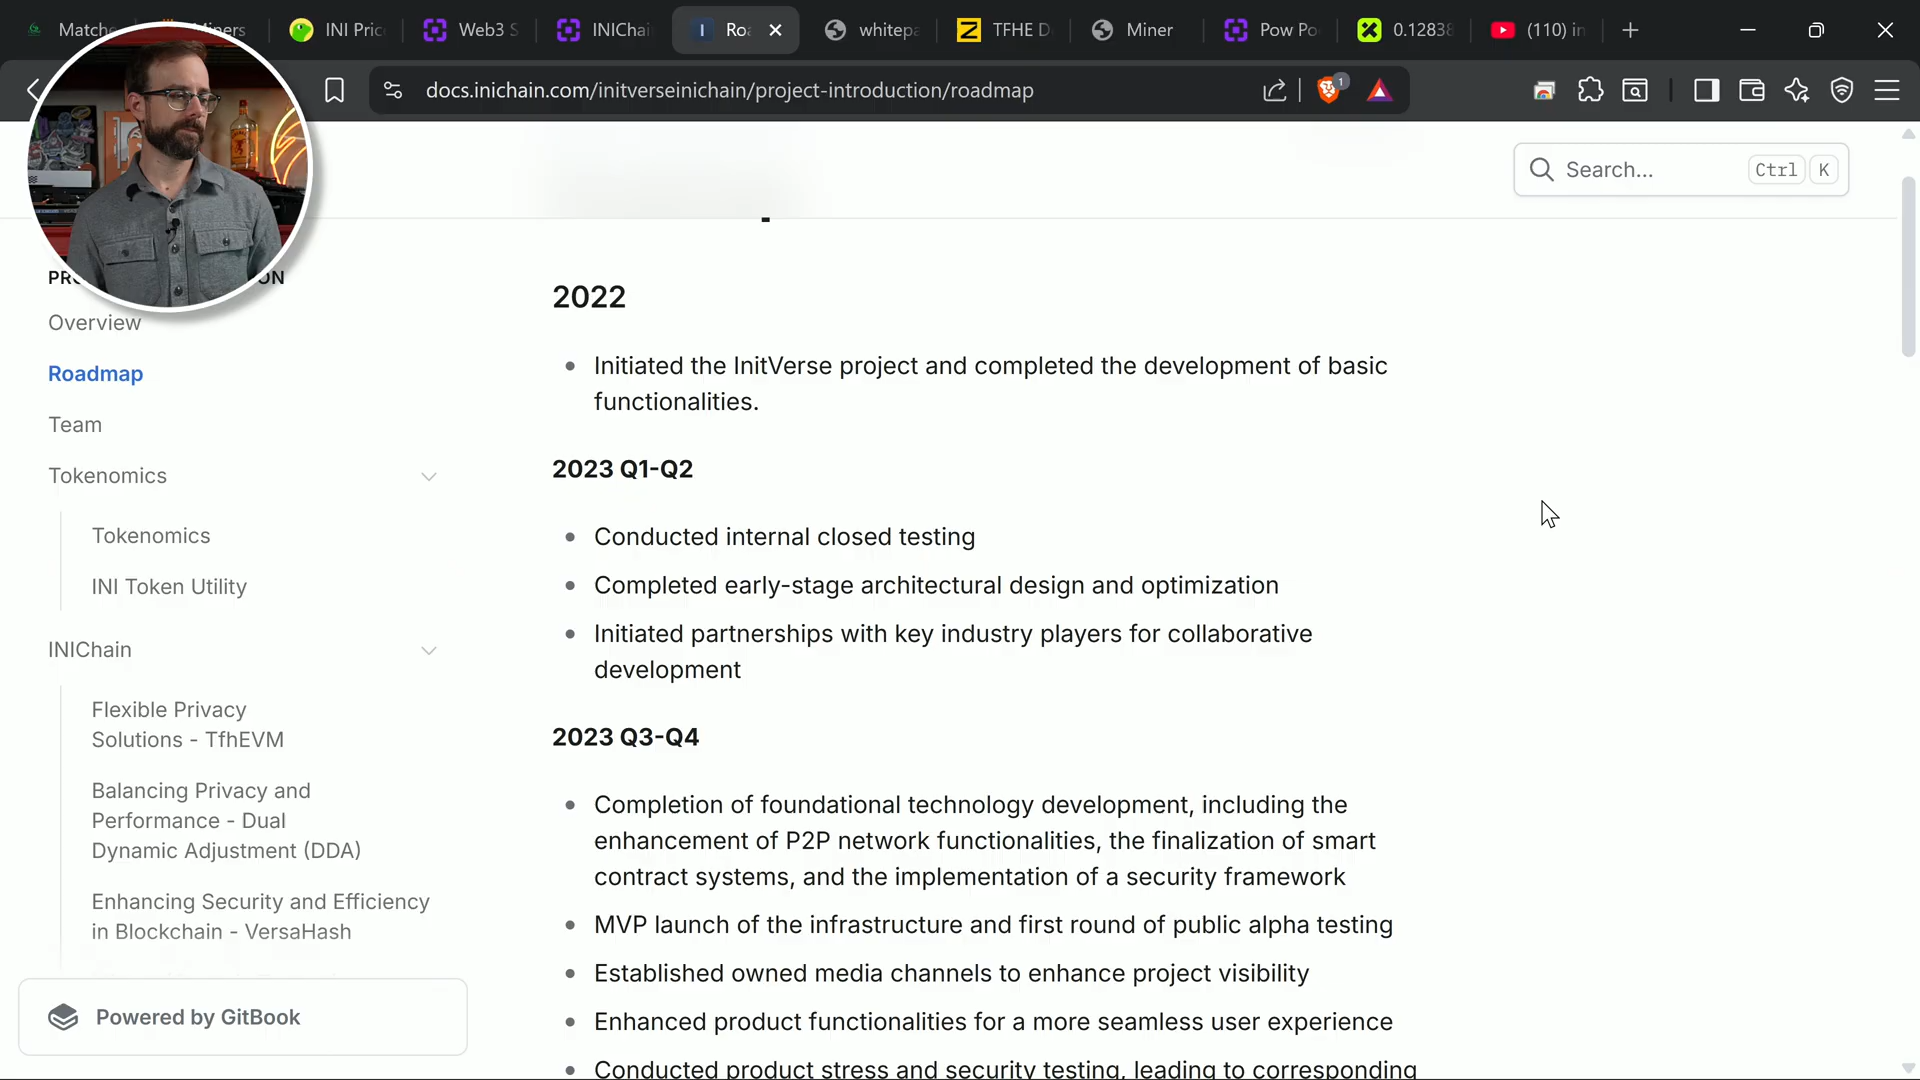 Matche
Miners
INI Pric
Web3 S
INIChai
Roa
whitepa
TFHE D
Miner
Pow Po
0.12838
(110) in
docs.inichain.com/initverseinichain/project-introduction/roadmap
1
Search...
Ctrl
K
Overview
Roadmap
Team
Tokenomics
Tokenomics
INI Token Utility
INIChain
Flexible Privacy
Solutions - TfhEVM
Balancing Privacy and
Performance - Dual
Dynamic Adjustment (DDA)
Enhancing Security and Efficiency
in Blockchain - VersaHash
Powered by GitBook
2022
Initiated the InitVerse project and completed the development of basic
functionalities.
2023 Q1-Q2
Conducted internal closed testing
Completed early-stage architectural design and optimization
Initiated partnerships with key industry players for collaborative
development
2023 Q3-Q4
Completion of foundational technology development, including the
enhancement of P2P network functionalities, the finalization of smart
contract systems, and the implementation of a security framework
MVP launch of the infrastructure and first round of public alpha testing
Established owned media channels to enhance project visibility
Enhanced product functionalities for a more seamless user experience
Conducted product stress and security testing, leading to corresponding